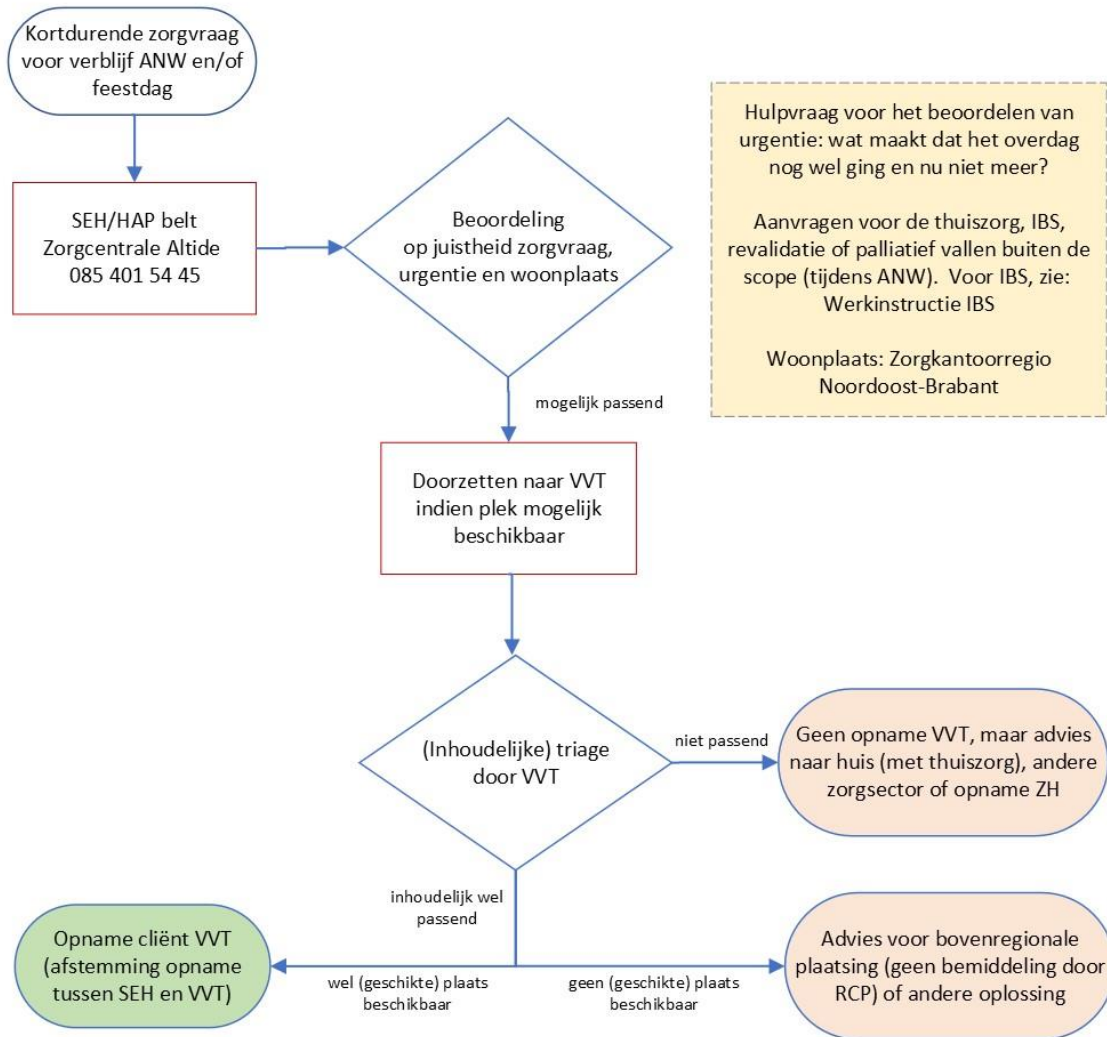 Kortdurende zorgvraag
voor verblijf ANW en/of
feestdag
SEH/HAP belt
Zorgcentrale Altide
085 401 54 45
Beoordeling
op juistheid zorgvraag,
urgentie en woonplaats
Hulpvraag voor het beoordelen van
urgentie: wat maakt dat het overdag
nog wel ging en nu niet meer?
Aanvragen voor de thuiszorg, IBS,
revalidatie of palliatief vallen buiten de
scope (tijdens ANW).  Voor IBS, zie:
Werkinstructie IBS
Woonplaats: Zorgkantoorregio
Noordoost-Brabant
mogelijk passend
Doorzetten naar VVT
indien plek mogelijk
beschikbaar
(Inhoudelijke) triage
door VVT
niet passend
Geen opname VVT, maar advies
naar huis (met thuiszorg), andere
zorgsector of opname ZH
inhoudelijk wel
passend
Opname cliënt VVT
(afstemming opname
tussen SEH en VVT)
wel (geschikte) plaats
beschikbaar
geen (geschikte) plaats
beschikbaar
Advies voor bovenregionale
plaatsing (geen bemiddeling door
RCP) of andere oplossing